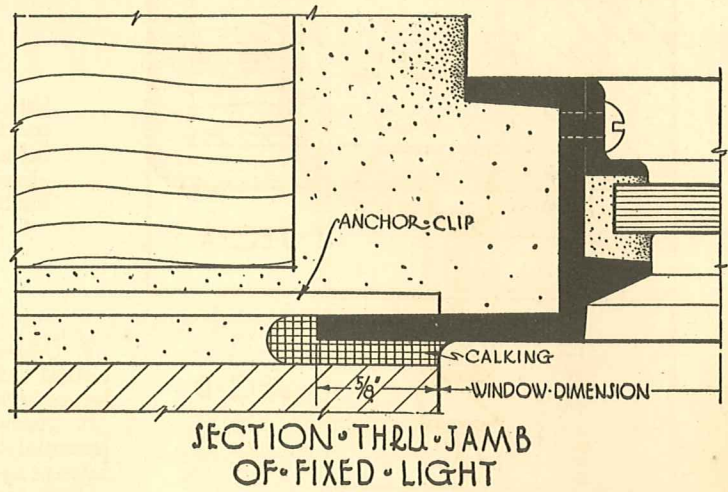 ANCHOR·CLIP
CALKING
5/8"
WINDOW·DIMENSION
SECTION·THRU·JAMB
OF·FIXED·LIGHT